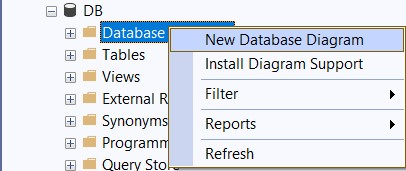 DB
Database
New Database Diagram
Tables
Install Diagram Support
Views
External R
Filter
Synonyms
Reports
Programm
Query Store
Refresh